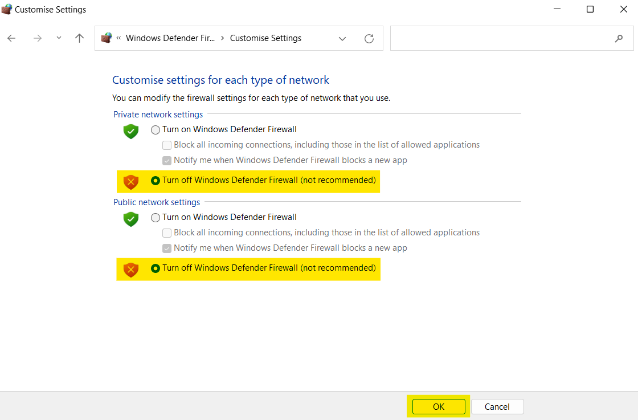 Customise Settings
« Windows Defender Fir... › Customise Settings
Customise settings for each type of network
You can modify the firewall settings for each type of network that you use.
Private network settings
Turn on Windows Defender Firewall
Block all incoming connections, including those in the list of allowed applications
Notify me when Windows Defender Firewall blocks a new app
Turn off Windows Defender Firewall (not recommended)
Public network settings
Turn on Windows Defender Firewall
Block all incoming connections, including those in the list of allowed applications
Notify me when Windows Defender Firewall blocks a new app
Turn off Windows Defender Firewall (not recommended)
OK Cancel